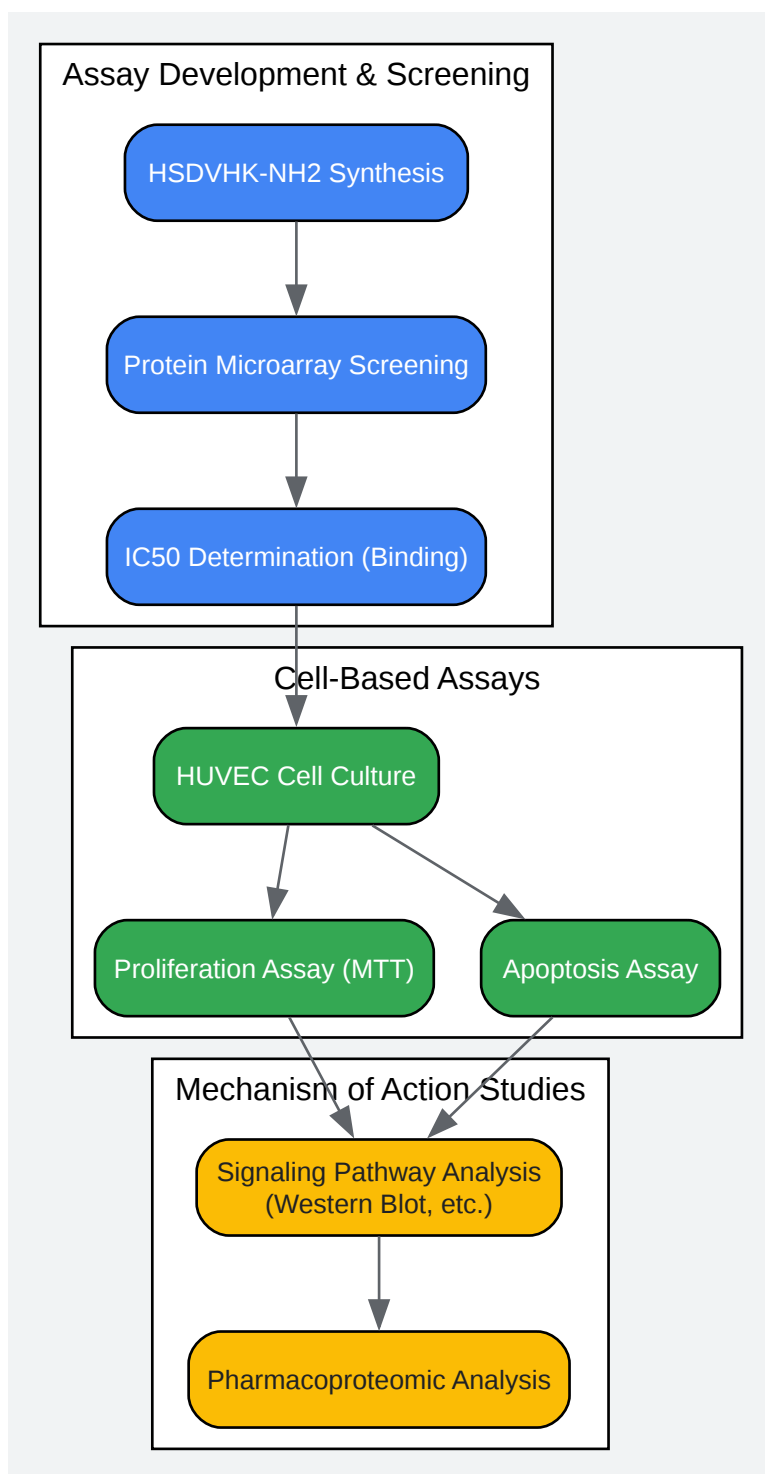 Assay Development & Screening
HSDVHK-NH2 Synthesis
Protein Microarray Screening
IC50 Determination (Binding)
Cell-Based Assays
HUVEC Cell Culture
Proliferation Assay (MTT)
Apoptosis Assay
Mechanism of Action Studies
Signaling Pathway Analysis
(Western Blot, etc.)
Pharmacoproteomic Analysis